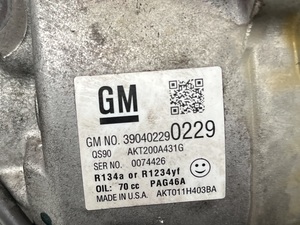 GM
GM NO. 39040229 0229
QS90 AKT200A431G
SER NO. 0074426
R134a or R1234yf
OIL: 70 cc PAG46A
MADE IN U.S.A. AKT011H403BA